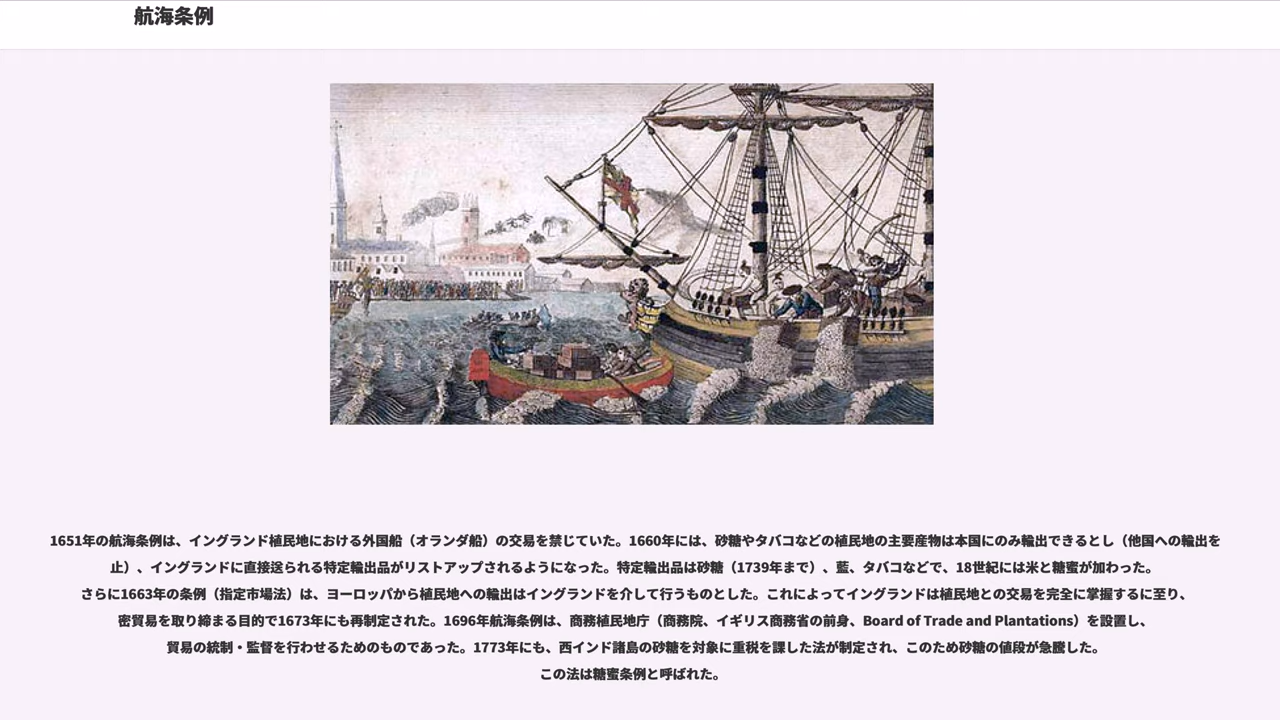 航海条例
1651年の航海条例は、イングランド植民地における外国船（オランダ船）の交易を禁じていた。1660年には、砂糖やタバコなどの植民地の主要産物は本国にのみ輸出できるとし（他国への輸出を
止）、イングランドに直接送られる特定輸出品がリストアップされるようになった。特定輸出品は砂糖（1739年まで）、藍、タバコなどで、18世紀には米と糖蜜が加わった。
さらに1663年の条例（指定市場法）は、ヨーロッパから植民地への輸出はイングランドを介して行うものとした。これによってイングランドは植民地との交易を完全に掌握するに至り、
密貿易を取り締まる目的で1673年にも再制定された。1696年航海条例は、商務植民地庁（商務院、イギリス商務省の前身、Board of Trade and Plantations）を設置し、
貿易の統制・監督を行わせるためのものであった。1773年にも、西インド諸島の砂糖を対象に重税を課した法が制定され、このため砂糖の値段が急騰した。
この法は糖蜜条例と呼ばれた。